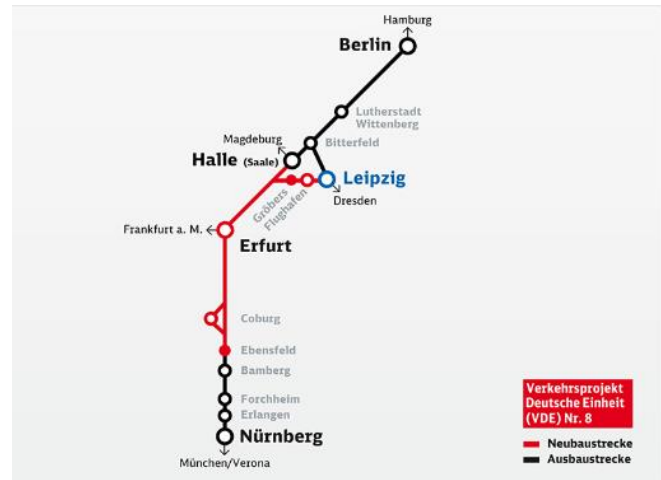 Hamburg
Berlin
Lutherstadt
Wittenberg
Magdeburg
Bitterfeld
Halle (Saale)
Leipzig
Gröbers
Flughafen
Dresden
Frankfurt a. M.
Erfurt
Coburg
Ebensfeld
Bamberg
Forchheim
Erlangen
Nürnberg
München/Verona
Verkehrsprojekt
Deutsche Einheit
(VDE) Nr. 8
Neubaustrecke
Ausbaustrecke